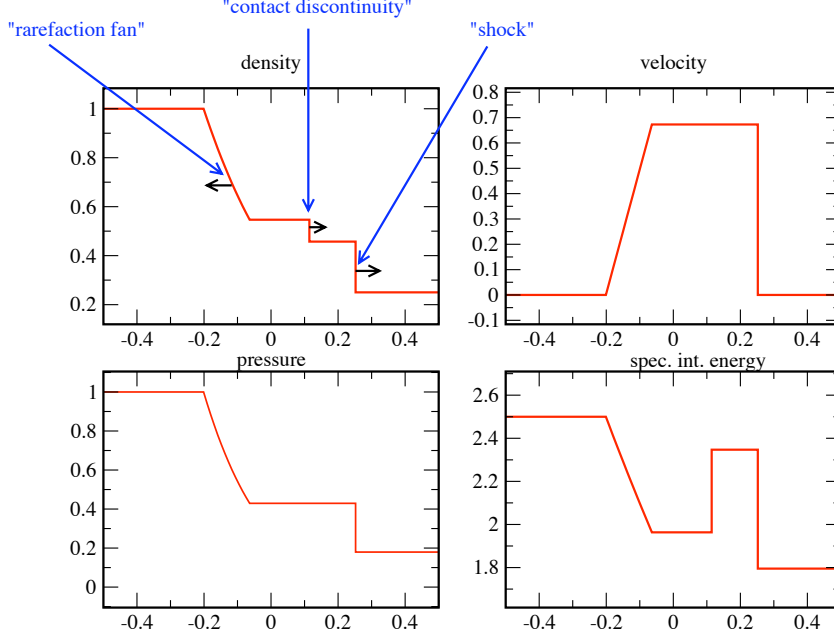 "contact discontinuity"
"rarefaction fan"
"shock"
density
velocity
1
0.8
0.6
0.4
0.2
-0.4 -0.2 0 0.2 0.4
0.8
0.7
0.6
0.5
0.4
0.3
0.2
0.1
0
-0.1
-0.4 -0.2 0 0.2 0.4
pressure
spec. int. energy
1
0.8
0.6
0.4
0.2
0
-0.4 -0.2 0 0.2 0.4
2.6
2.4
2.2
2
1.8
-0.4 -0.2 0 0.2 0.4